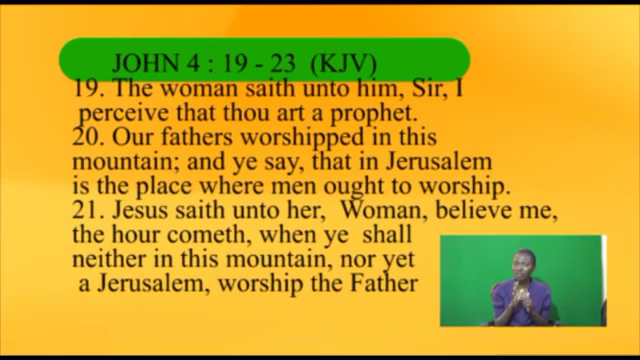 JOHN 4 : 19 - 23 (KJV)
19. The woman saith unto him, Sir, I
perceive that thou art a prophet.
20. Our fathers worshipped in this
mountain; and ye say, that in Jerusalem
is the place where men ought to worship.
21. Jesus saith unto her, Woman, believe me,
the hour cometh, when ye shall
neither in this mountain, nor yet
a Jerusalem, worship the Father